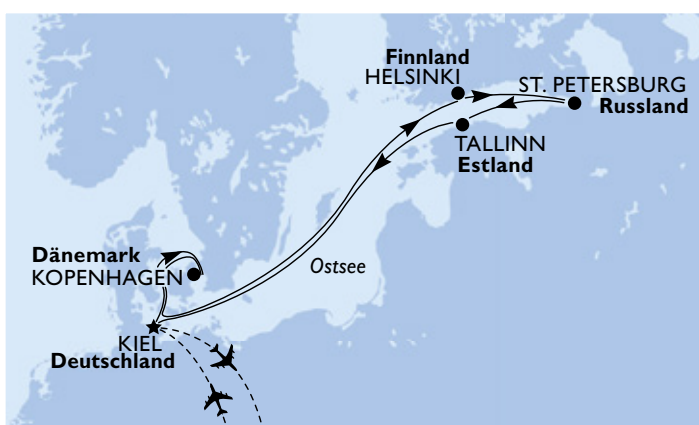 Finnland
HELSINKI
ST. PETERSBURG
Russland
TALLINN
Estland
Dänemark
KOPENHAGEN
Ostsee
KIEL
Deutschland